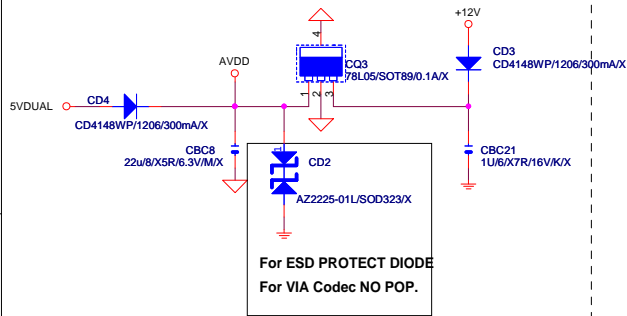 +12V
4
CQ3
78L05/SOT89/0.1A/X
CD3
CD4148WP/1206/300mA/X
AVDD
1
2
3
5VDUAL
CD4
CD4148WP/1206/300mA/X
CBC8
22u/8/X5R/6.3V/M/X
1
CD2
AZ2225-01L/SOD323/X
CBC21
1U/6/X7R/16V/K/X
For ESD PROTECT DIODE
For VIA Codec NO POP.